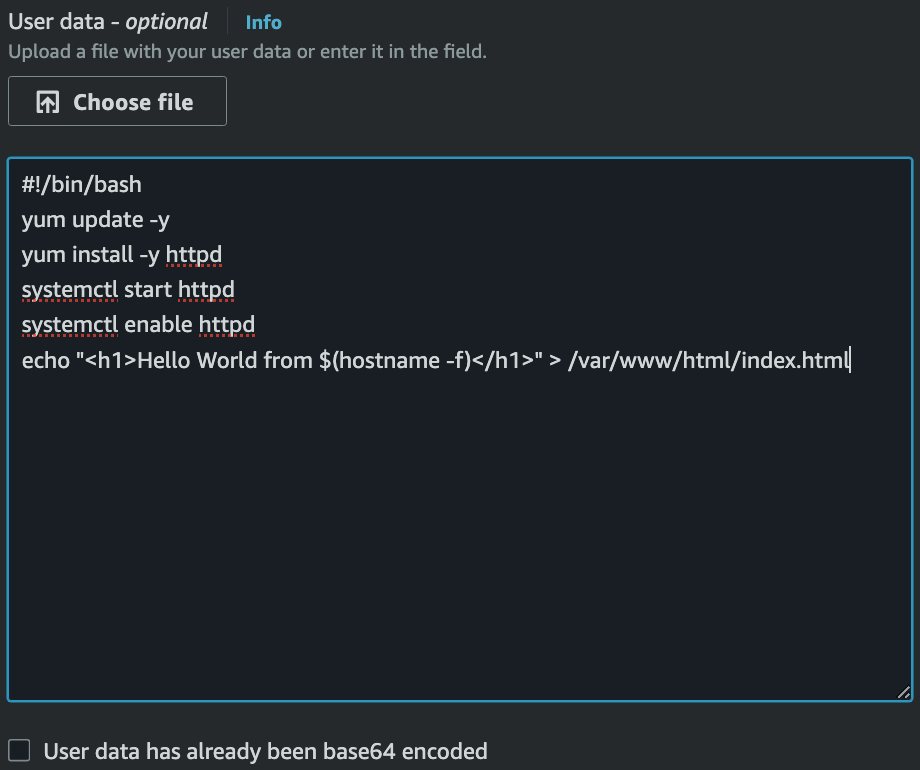 User data - optional Info
Upload a file with your user data or enter it in the field.
Choose file
#!/bin/bash
yum update -y
yum install -y httpd
systemctl start httpd
systemctl enable httpd
echo "<h1>Hello World from $(hostname -f)</h1>" > /var/www/html/index.html
User data has already been base64 encoded